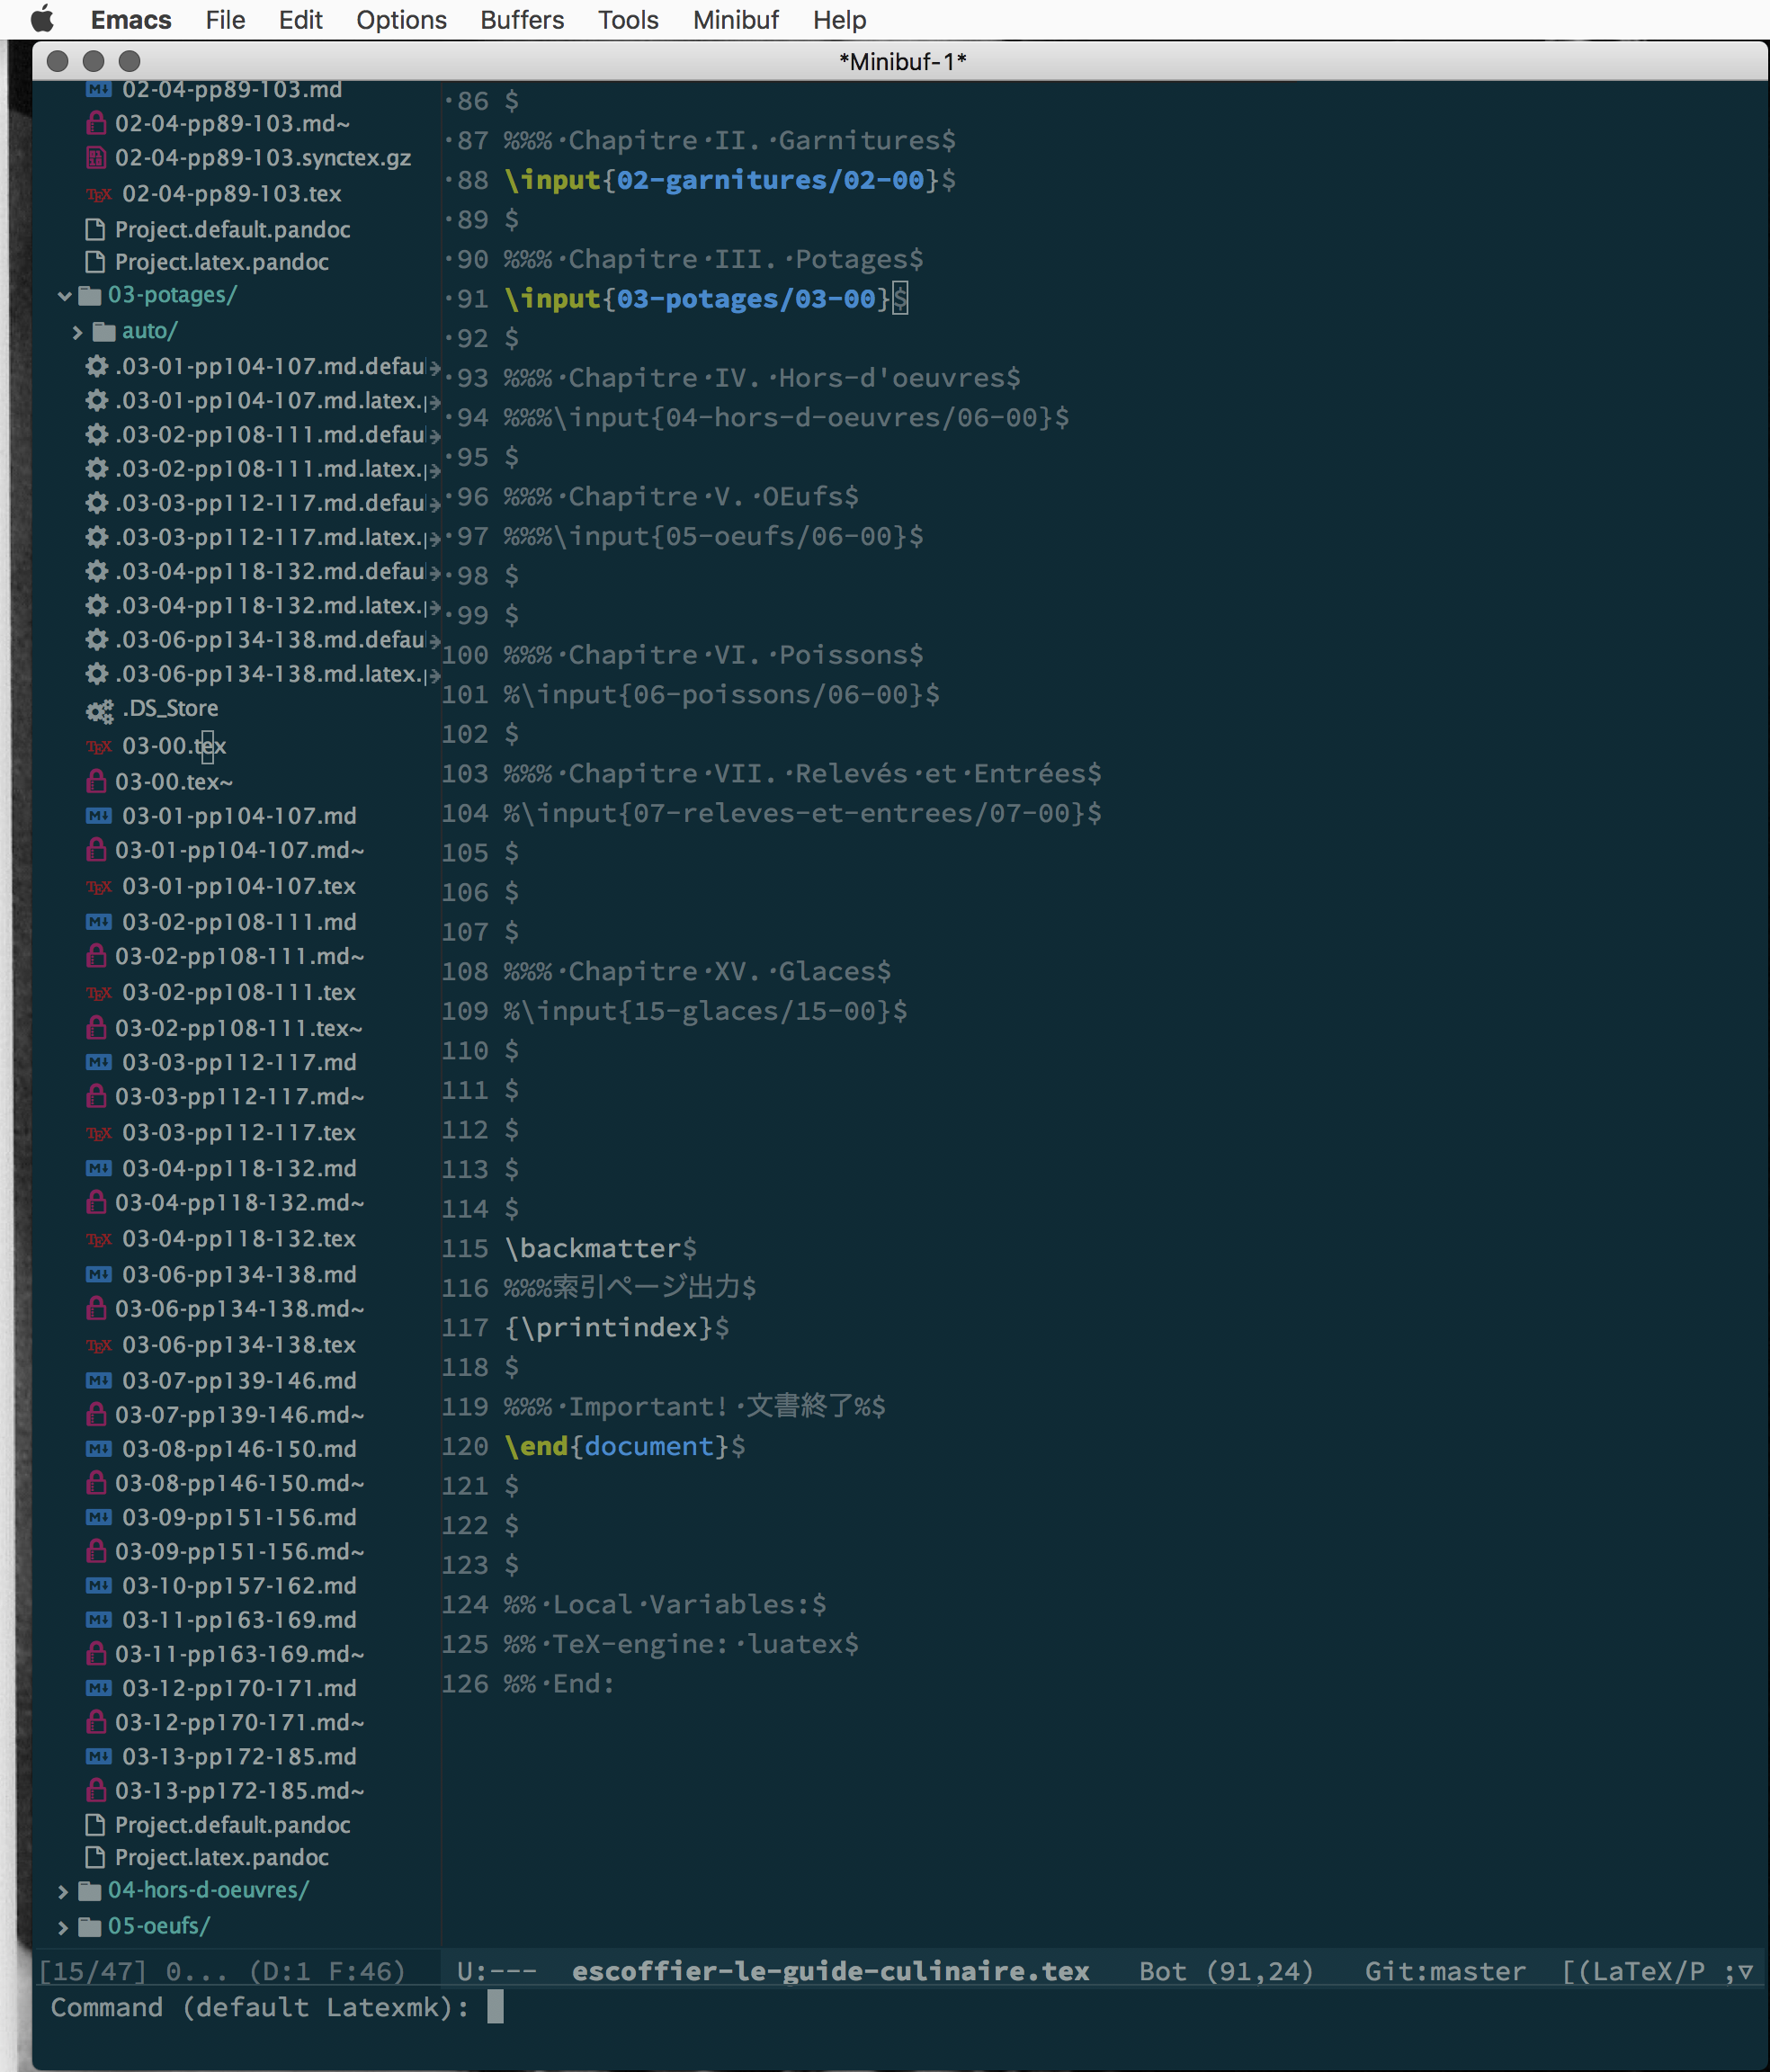 Emacs File Edit Options Buffers Tools Minibuf Help
*Minibuf-1*
02-04-pp89-103.md
02-04-pp89-103.md~
02-04-pp89-103.synctex.gz
02-04-pp89-103.tex
Project.default.pandoc
Project.latex.pandoc
03-potages/
auto/
.03-01-pp104-107.md.defau
.03-01-pp104-107.md.latex.
.03-02-pp108-111.md.defau
.03-02-pp108-111.md.latex.
.03-03-pp112-117.md.defau
.03-03-pp112-117.md.latex.
.03-04-pp118-132.md.defau
.03-04-pp118-132.md.latex.
.03-06-pp134-138.md.defau
.03-06-pp134-138.md.latex.
.DS_Store
03-00.tex
03-00.tex~
03-01-pp104-107.md
03-01-pp104-107.md~
03-01-pp104-107.tex
03-02-pp108-111.md
03-02-pp108-111.md~
03-02-pp108-111.tex
03-02-pp108-111.tex~
03-03-pp112-117.md
03-03-pp112-117.md~
03-03-pp112-117.tex
03-04-pp118-132.md
03-04-pp118-132.md~
03-04-pp118-132.tex
03-06-pp134-138.md
03-06-pp134-138.md~
03-06-pp134-138.tex
03-07-pp139-146.md
03-07-pp139-146.md~
03-08-pp146-150.md
03-08-pp146-150.md~
03-09-pp151-156.md
03-09-pp151-156.md~
03-10-pp157-162.md
03-11-pp163-169.md
03-11-pp163-169.md~
03-12-pp170-171.md
03-12-pp170-171.md~
03-13-pp172-185.md
03-13-pp172-185.md~
Project.default.pandoc
Project.latex.pandoc
04-hors-d-oeuvres/
05-oeufs/
·86 $
·87 %%%·Chapitre·II.·Garnitures$
·88 \input{02-garnitures/02-00}$
·89 $
·90 %%%·Chapitre·III.·Potages$
·91 \input{03-potages/03-00}$
·92 $
·93 %%%·Chapitre·IV.·Hors-d'oeuvres$
·94 %%%\input{04-hors-d-oeuvres/06-00}$
·95 $
·96 %%%·Chapitre·V.·OEufs$
·97 %%%\input{05-oeufs/06-00}$
·98 $
·99 $
100 %%%·Chapitre·VI.·Poissons$
101 %\input{06-poissons/06-00}$
102 $
103 %%%·Chapitre·VII.·Relevés·et·Entrées$
104 %\input{07-releves-et-entrees/07-00}$
105 $
106 $
107 $
108 %%%·Chapitre·XV.·Glaces$
109 %\input{15-glaces/15-00}$
110 $
111 $
112 $
113 $
114 $
115 \backmatter$
116 %%%索引ページ出力$
117 {\printindex}$
118 $
119 %%%·Important!·文書終了%$
120 \end{document}$
121 $
122 $
123 $
124 %%·Local·Variables:$
125 %%·TeX-engine:·luatex$
126 %%·End:
[15/47] 0... (D:1 F:46) U:--- escoffier-le-guide-culinaire.tex Bot (91,24) Git:master [(LaTeX/P ;▽
Command (default Latexmk):